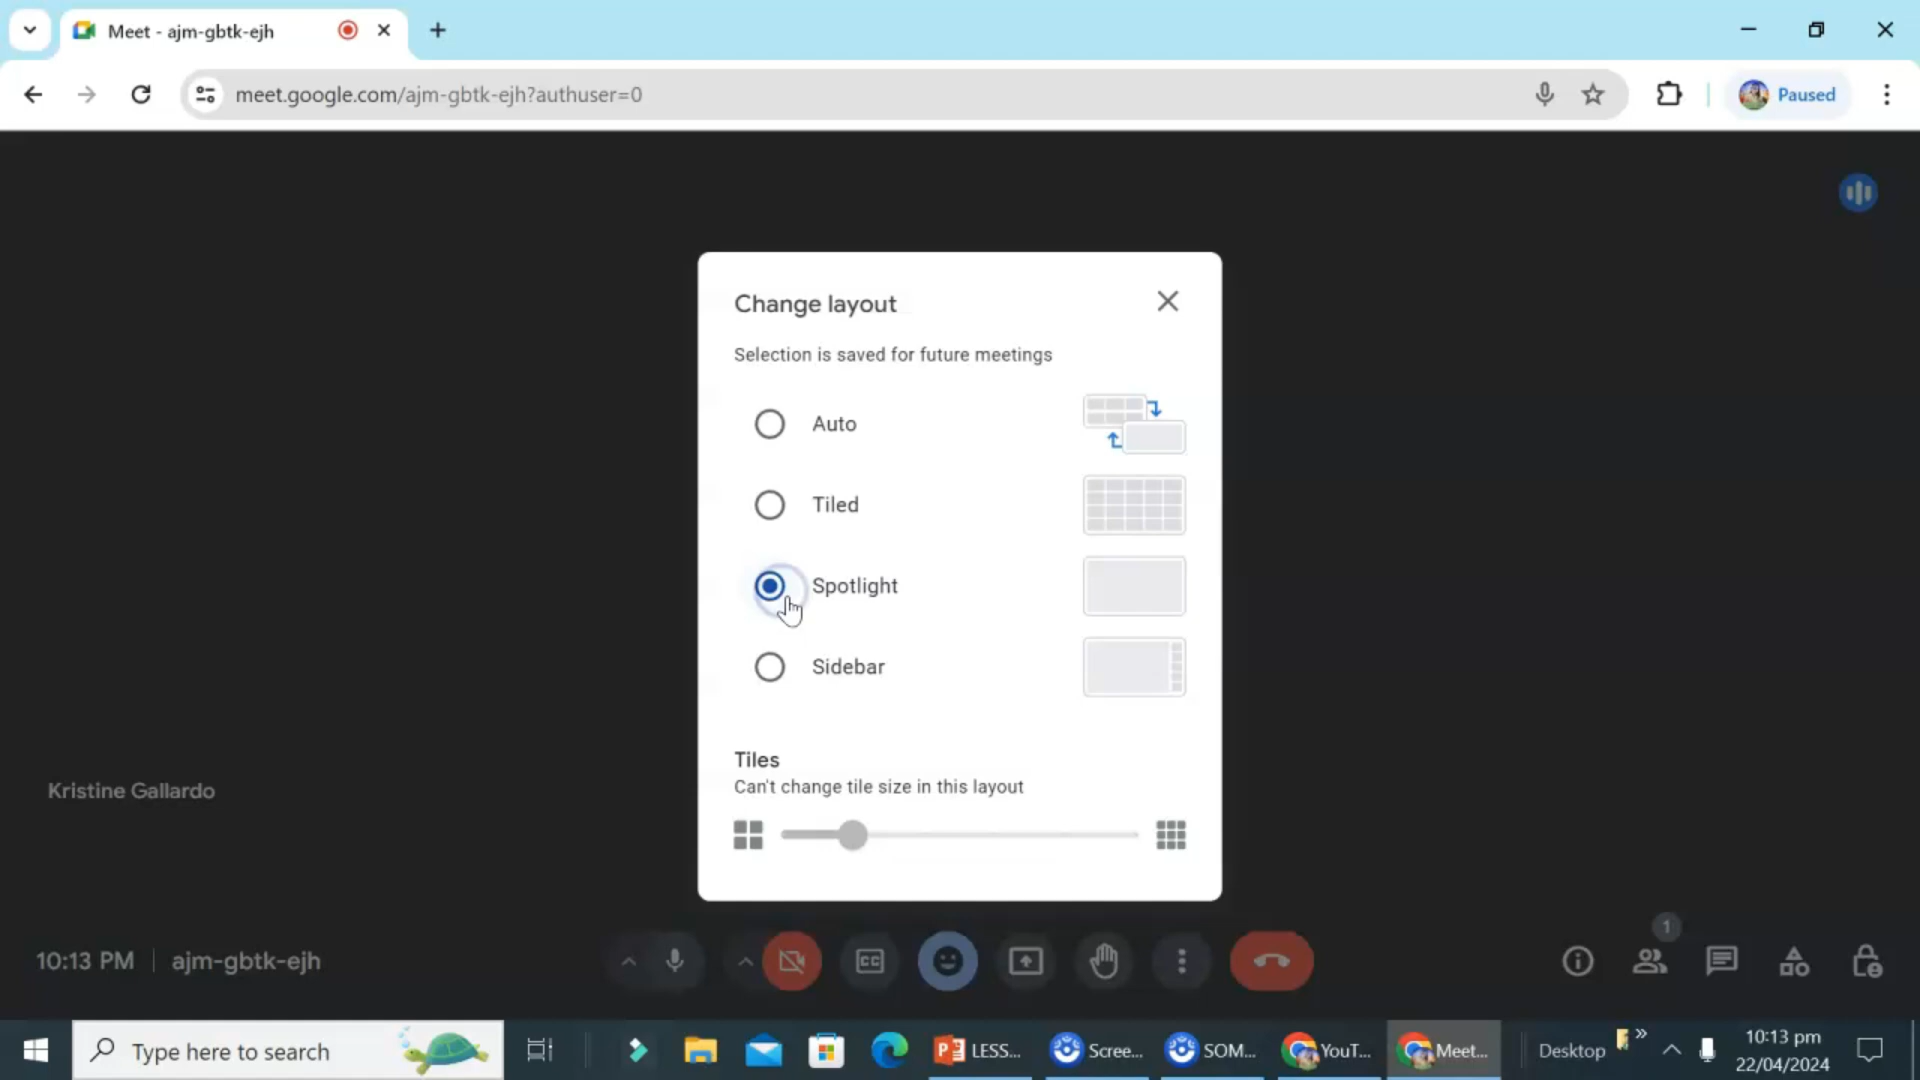 Meet - ajm-gbtk-ejh
meet.google.com/ajm-gbtk-ejh?authuser=0
Paused
Change layout
Selection is saved for future meetings
Auto
Tiled
Spotlight
Sidebar
Tiles
Can't change tile size in this layout
Kristine Gallardo
1
10:13 PM | ajm-gbtk-ejh
CC
Type here to search
LESS...
Scree...
SOM...
YouT...
Meet...
Desktop
10:13 pm
22/04/2024